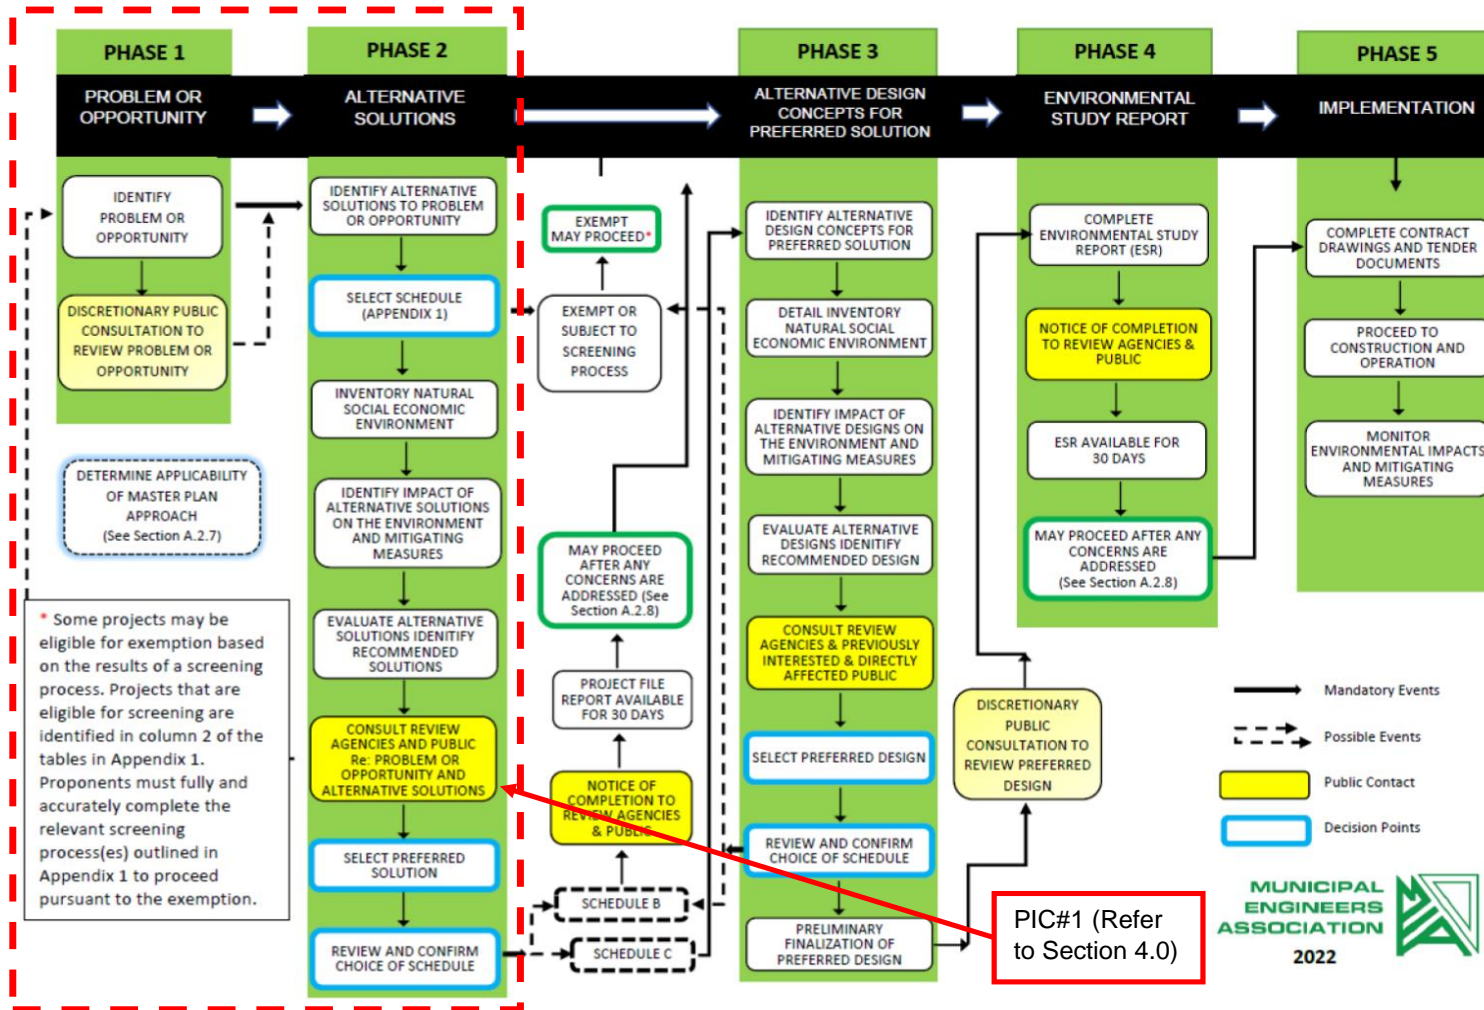 PHASE 1
PROBLEM OR
OPPORTUNITY
IDENTIFY
PROBLEM OR
OPPORTUNITY
DISCRETIONARY PUBLIC
CONSULTATION TO
REVIEW PROBLEM OR
OPPORTUNITY
DETERMINE APPLICABILITY
OF MASTER PLAN
APPROACH
(See Section A.2.7)
* Some projects may be
eligible for exemption based
on the results of a screening
process. Projects that are
eligible for screening are
identified in column 2 of the
tables in Appendix 1.
Proponents must fully and
accurately complete the
relevant screening
process(es) outlined in
Appendix 1 to proceed
pursuant to the exemption.
PHASE 2
ALTERNATIVE
SOLUTIONS
IDENTIFY ALTERNATIVE
SOLUTIONS TO PROBLEM
OR OPPORTUNITY
SELECT SCHEDULE
(APPENDIX 1)
INVENTORY NATURAL
SOCIAL ECONOMIC
ENVIRONMENT
IDENTIFY IMPACT OF
ALTERNATIVE SOLUTIONS
ON THE ENVIRONMENT
AND MITIGATING
MEASURES
EVALUATE ALTERNATIVE
SOLUTIONS IDENITIFY
RECOMMENDED
SOLUTIONS
CONSULT REVIEW
AGENCIES AND PUBLIC
Re: PROBLEM OR
OPPORTUNITY AND
ALTERNATIVE SOLUTIONS
SELECT PREFERRED
SOLUTION
REVIEW AND CONFIRM
CHOICE OF SCHEDULE
EXEMPT
MAY PROCEED*
EXEMPT OR
SUBJECT TO
SCREENING
PROCESS
MAY PROCEED
AFTER ANY
CONCERNS ARE
ADDRESSED (See
Section A.2.8)
PROJECT FILE
REPORT AVAILABLE
FOR 30 DAYS
NOTICE OF
COMPLETION TO
REVIEW AGENCIES
& PUBLIC
SCHEDULE B
SCHEDULE C
PHASE 3
ALTERNATIVE DESIGN
CONCEPTS FOR
PREFERRED SOLUTION
IDENTIFY ALTERNATIVE
DESIGN CONCEPTS FOR
PREFERRED SOLUTION
DETAIL INVENTORY
NATURAL SOCIAL
ECONOMIC ENVIRONMENT
IDENTIFY IMPACT OF
ALTERNATIVE DESIGNS ON
THE ENVIRONMENT AND
MITIGATING MEASURES
EVALUATE ALTERNATIVE
DESIGNS IDENITIFY
RECOMMENDED DESIGN
CONSULT REVIEW
AGENCIES & PREVIOUSLY
INTERESTED & DIRECTLY
AFFECTED PUBLIC
SELECT PREFERRED DESIGN
REVIEW AND CONFIRM
CHOICE OF SCHEDULE
PRELIMINARY
FINALIZATION OF
PREFERRED DESIGN
PHASE 4
ENVIRONMENTAL
STUDY REPORT
COMPLETE
ENVIRONMENTAL STUDY
REPORT (ESR)
NOTICE OF COMPLETION
TO REVIEW AGENCIES &
PUBLIC
ESR AVAILABLE FOR
30 DAYS
MAY PROCEED AFTER ANY
CONCERNS ARE
ADDRESSED
(See Section A.2.8)
DISCRETIONARY
PUBLIC
CONSULTATION TO
REVIEW PREFERRED
DESIGN
PIC#1 (Refer
to Section 4.0)
PHASE 5
IMPLEMENTATION
COMPLETE CONTRACT
DRAWINGS AND TENDER
DOCUMENTS
PROCEED TO
CONSTRUCTION AND
OPERATION
MONITOR
ENVIRONMENTAL IMPACTS
AND MITIGATING
MEASURES
Mandatory Events
Possible Events
Public Contact
Decision Points
MUNICIPAL
ENGINEERS
ASSOCIATION
2022